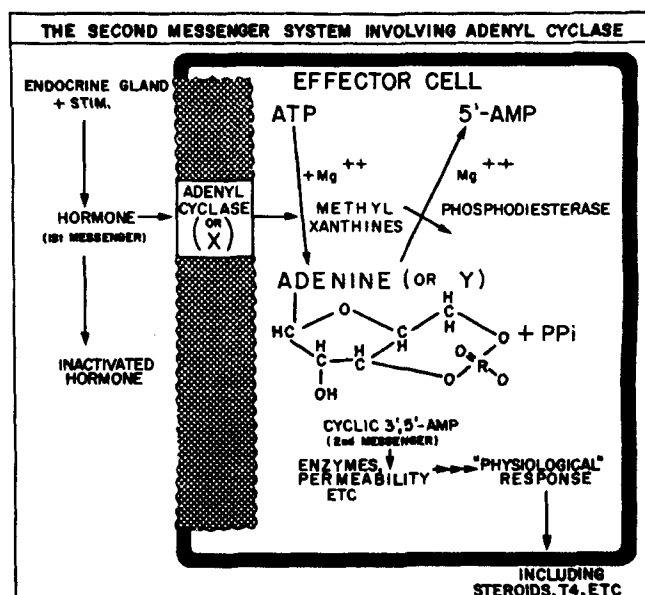 THE SECOND MESSENGER SYSTEM INVOLVING ADENYL CYCLASE
EFFECTOR CELL
ENDOCRINE GLAND
+ STIM.
HORMONE
(1st MESSENGER)
INACTIVATED
HORMONE
ADENYL
CYCLASE
(OR
X)
ATP
5'-AMP
+Mg++
Mg++
METHYL
XANTHINES
PHOSPHODIESTERASE
ADENINE (OR Y)
O
H
C
H
HC
C
H
C
H
C
C
H
OH
O
O
R
O
O
+ PPi
CYCLIC 3',5'-AMP
(2nd MESSENGER)
ENZYMES,
PERMEABILITY
ETC
"PHYSIOLOGICAL"
RESPONSE
INCLUDING
STEROIDS, T4, ETC